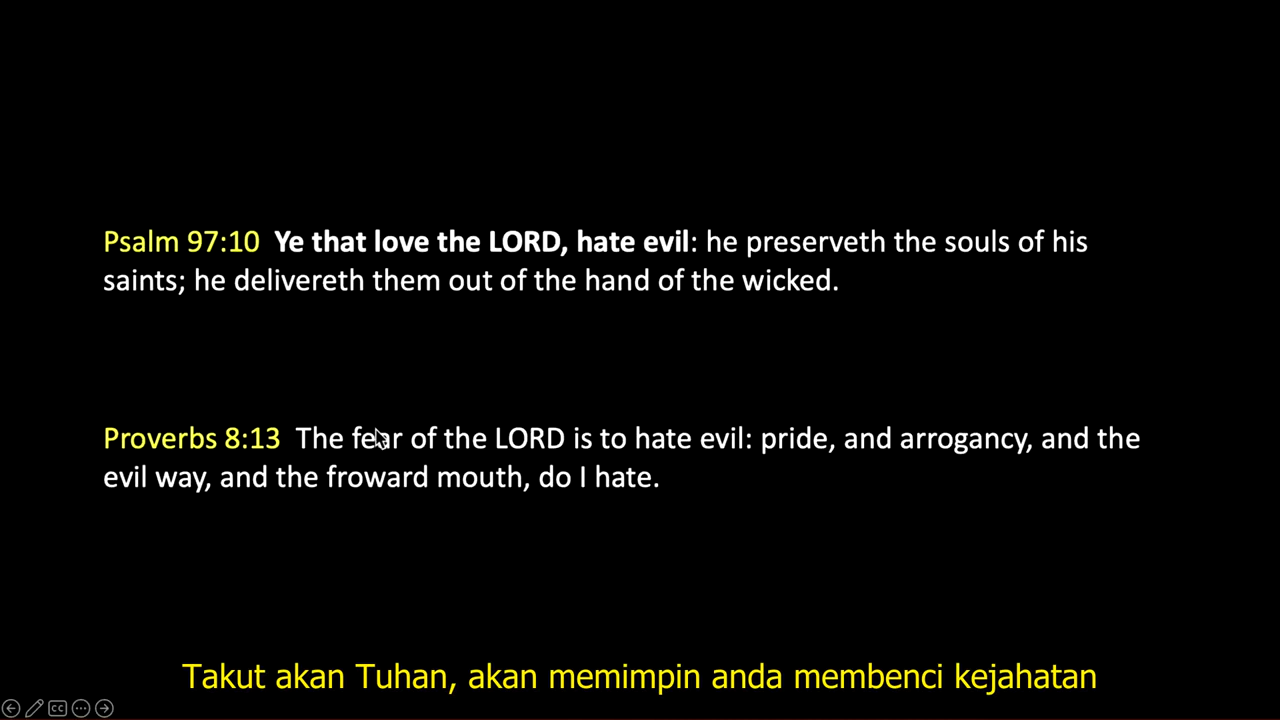 Psalm 97:10 Ye that love the LORD, hate evil: he preserveth the souls of his
saints; he delivereth them out of the hand of the wicked.
Proverbs 8:13 The fear of the LORD is to hate evil: pride, and arrogancy, and the
evil way, and the froward mouth, do I hate.
Takut akan Tuhan, akan memimpin anda membenci kejahatan
CC